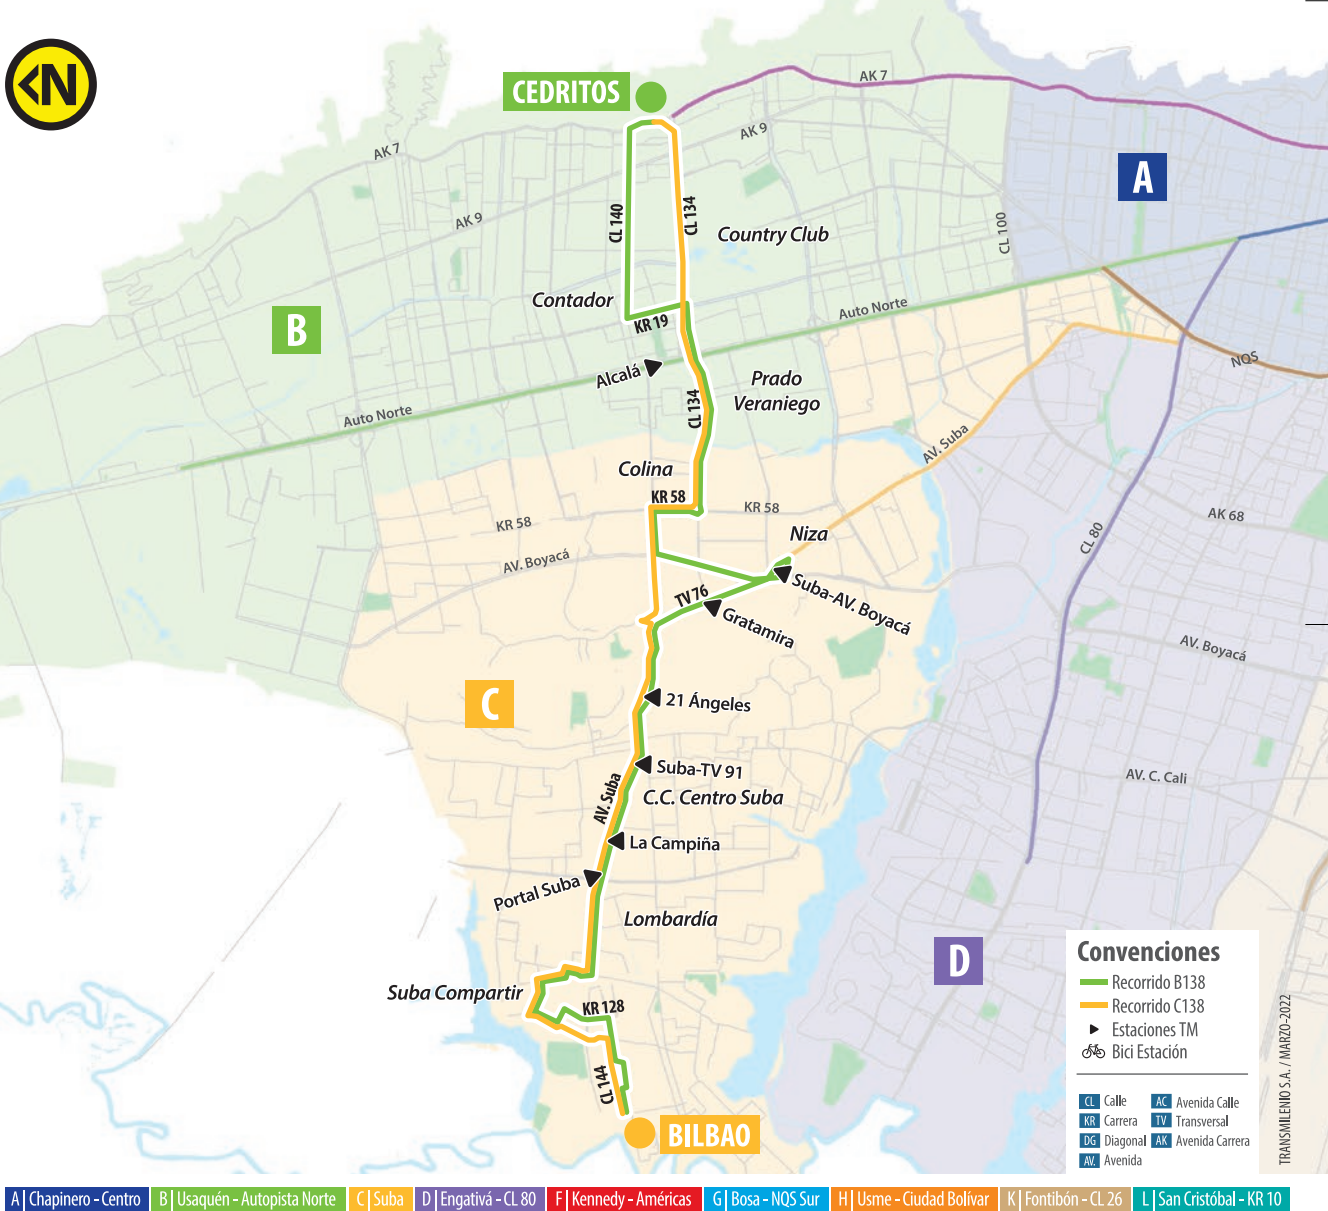 N
CEDRITOS
AK 7
AK 9
AK 7
A
AK 9
CL 140
CL 134
Country Club
CL 100
Contador
B
KR 19
Auto Norte
Alcalá
NQS
Prado
Veraniego
Auto Norte
CL 134
AV. Suba
Colina
KR 58
KR 58
KR 58
AK 68
Niza
CL 80
AV. Boyacá
Suba-AV. Boyacá
TV 76
Gratamira
AV. Boyacá
C
21 Ángeles
Suba-TV 91
AV. C. Cali
AV. Suba
C.C. Centro Suba
La Campiña
Portal Suba
Lombardía
D
Suba Compartir
KR 128
CL 144
BILBAO
Convenciones
Recorrido B138
Recorrido C138
Estaciones TM
Bici Estación
CL Calle
AC Avenida Calle
KR Carrera
TV Transversal
DG Diagonal
AK Avenida Carrera
AV. Avenida
TRANSMILENIO S.A. / MARZO-2022
A | Chapinero - Centro B | Usaquén - Autopista Norte C | Suba D | Engativá - CL 80 F | Kennedy - Américas G | Bosa - NQS Sur H | Usme - Ciudad Bolívar K | Fontibón - CL 26 L | San Cristóbal - KR 10